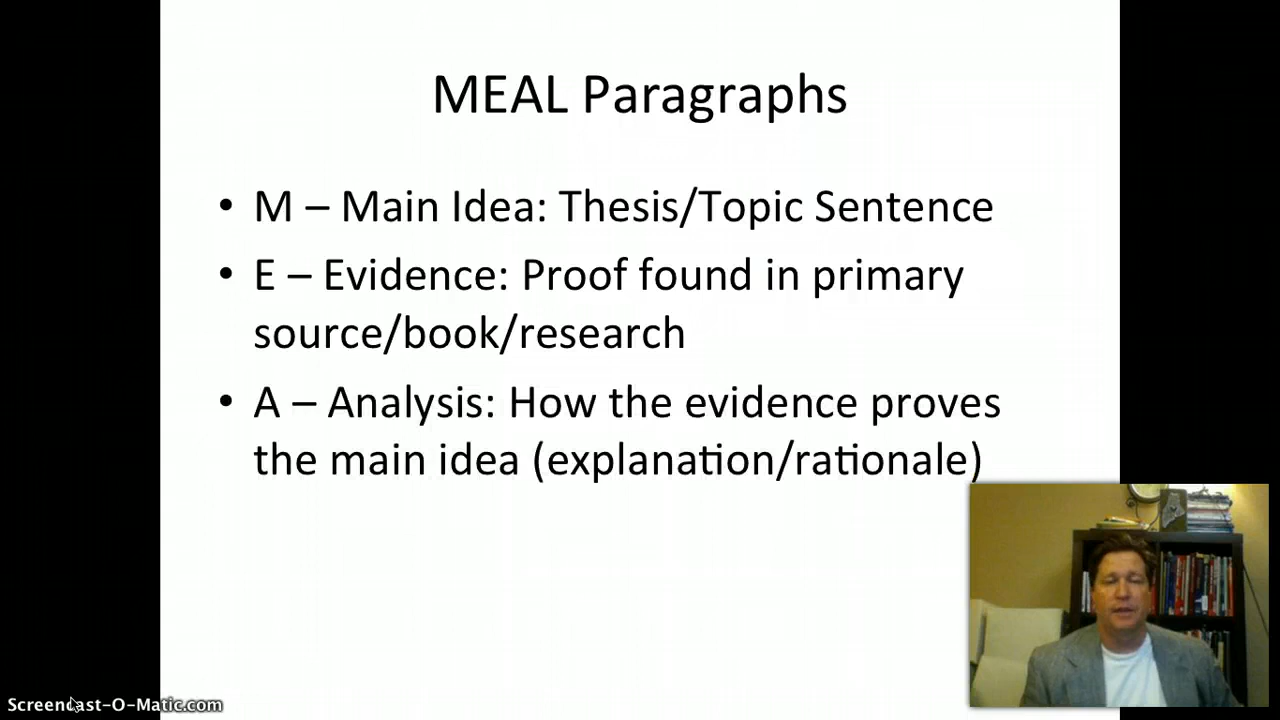 MEAL Paragraphs
• M – Main Idea: Thesis/Topic Sentence
• E – Evidence: Proof found in primary
source/book/research
• A – Analysis: How the evidence proves
the main idea (explanation/rationale)
Screencast-O-Matic.com